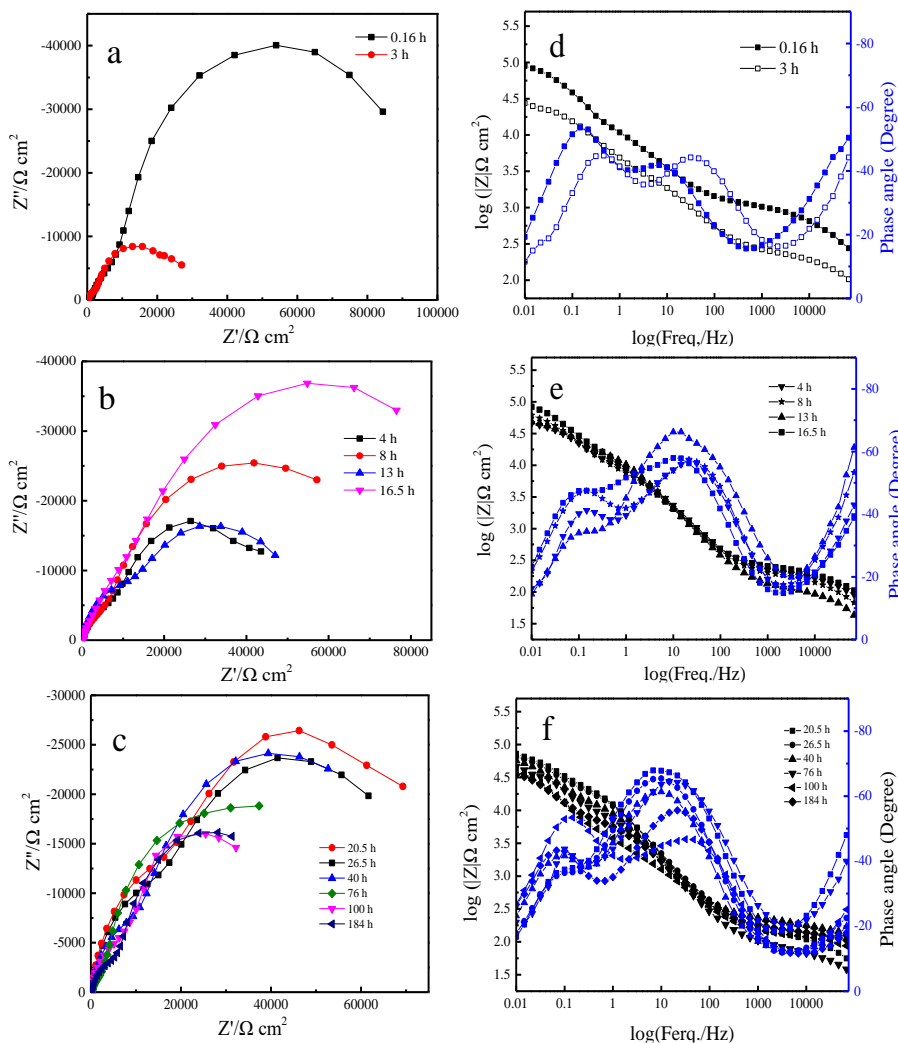 a
0.16 h
3 h
-40000
-30000
-20000
-10000
0
Z''/Ω cm²
0 20000 40000 60000 80000 100000
Z'/Ω cm²
d
0.16 h
3 h
5.0
4.5
4.0
3.5
3.0
2.5
2.0
log (|Z|Ω cm²)
-80
-60
-40
-20
0
Phase angle (Degree)
0.01 0.1 1 10 100 1000 10000
log(Freq./Hz)
b
4 h
8 h
13 h
16.5 h
-40000
-30000
-20000
-10000
0
Z''/Ω cm²
0 20000 40000 60000 80000
Z'/Ω cm²
e
4 h
8 h
13 h
16.5 h
5.5
5.0
4.5
4.0
3.5
3.0
2.5
2.0
1.5
log (|Z|Ω cm²)
-80
-60
-40
-20
0
Phase angle (Degree)
0.01 0.1 1 10 100 1000 10000
log(Freq./Hz)
c
20.5 h
26.5 h
40 h
76 h
100 h
184 h
-30000
-25000
-20000
-15000
-10000
-5000
0
Z''/Ω cm²
0 20000 40000 60000
Z'/Ω cm²
f
20.5 h
26.5 h
40 h
76 h
100 h
184 h
5.5
5.0
4.5
4.0
3.5
3.0
2.5
2.0
1.5
log (|Z|Ω cm²)
-80
-60
-40
-20
0
Phase angle (Degree)
0.01 0.1 1 10 100 1000 10000
log(Ferq./Hz)